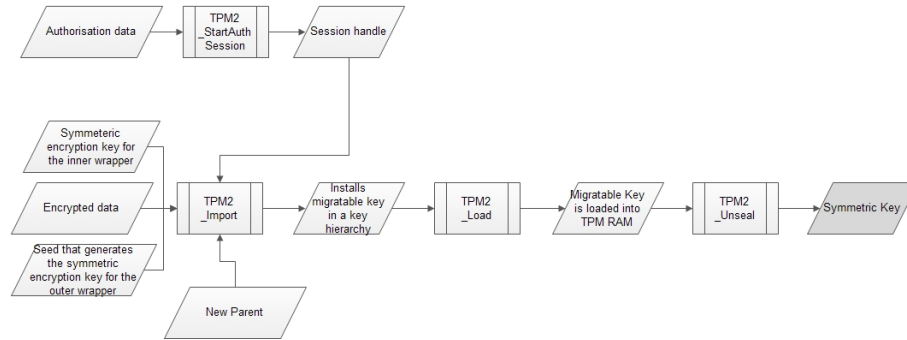 Authorisation data
TPM2
_StartAuth
Session
Session handle
Symmeteric
encryption key for
the inner wrapper
Encrypted data
Seed that generates
the symmetric
encryption key for the
outer wrapper
TPM2
_Import
New Parent
Installs
migratable key
in a key
hierarchy
TPM2
_Load
Migratable Key
is loaded into
TPM RAM
TPM2
_Unseal
Symmetric Key